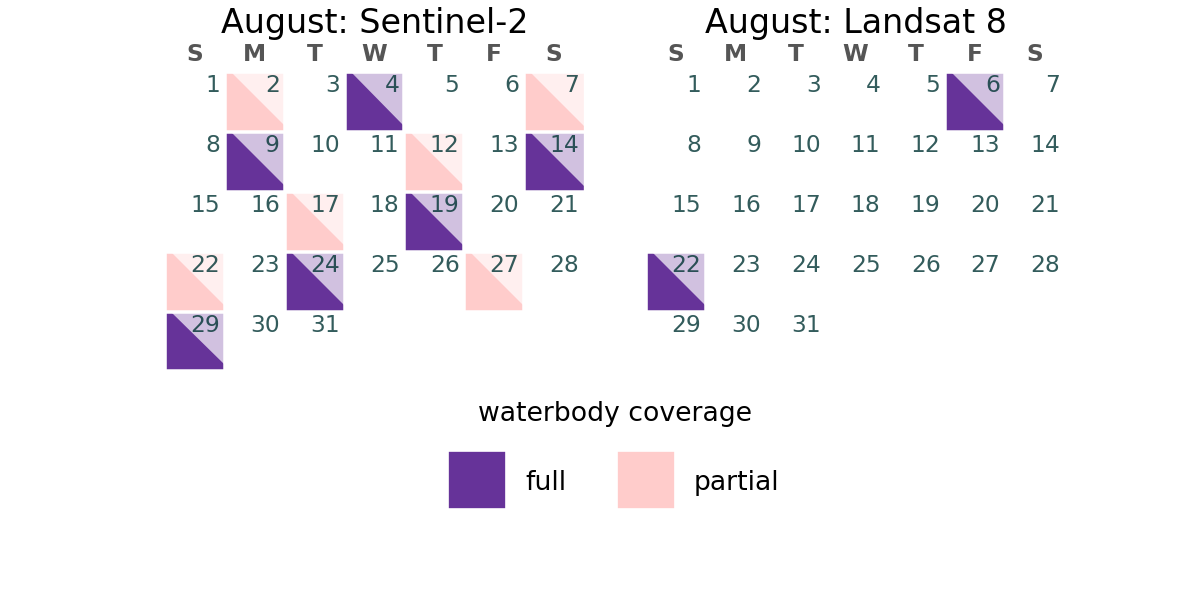 August: Sentinel-2
S M T W T F S
1 2 3 4 5 6 7
8 9 10 11 12 13 14
15 16 17 18 19 20 21
22 23 24 25 26 27 28
29 30 31
August: Landsat 8
S M T W T F S
1 2 3 4 5 6 7
8 9 10 11 12 13 14
15 16 17 18 19 20 21
22 23 24 25 26 27 28
29 30 31
waterbody coverage
full
partial